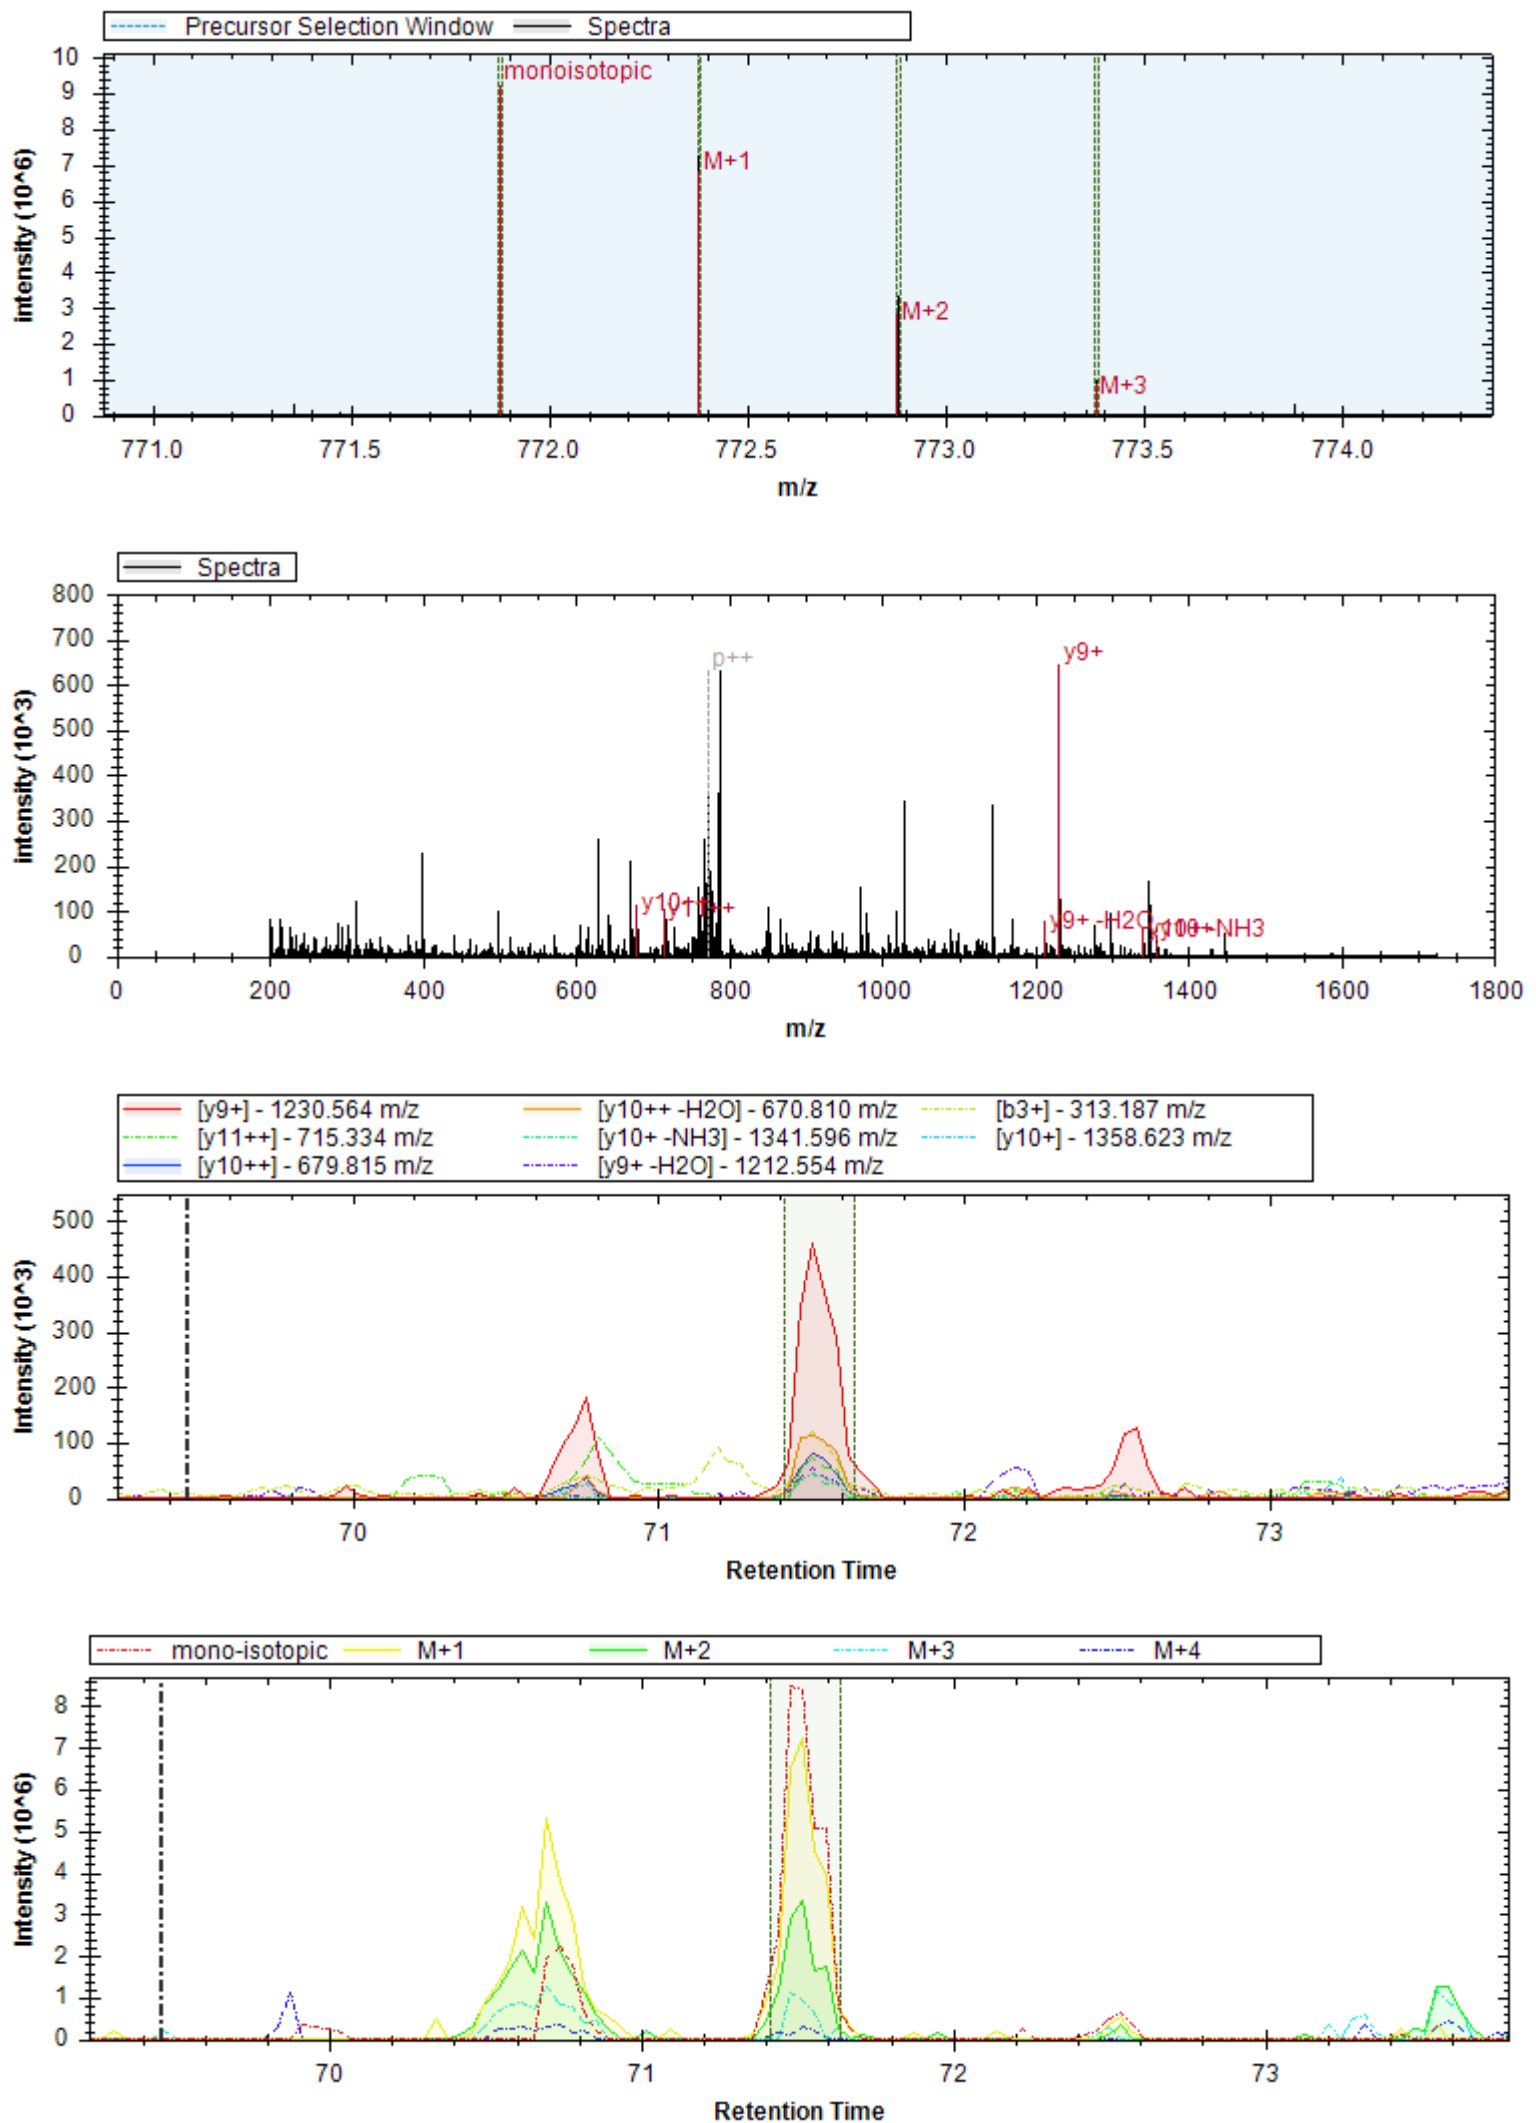 Precursor Selection Window Spectra
10
9
8
7
6
5
4
3
2
1
0
intensity (10^6)
monoisotopic
M+1
M+2
M+3
771.0 771.5 772.0 772.5 773.0 773.5 774.0
m/z
Spectra
800
700
600
500
400
300
200
100
0
intensity (10^3)
p++
y9+
y10++
y11++
y9+ -H2O
0 200 400 600 800 1000 1200 1400 1600 1800
m/z
[y9+] - 1230.564 m/z [y10++ -H2O] - 670.810 m/z [b3+] - 313.187 m/z
[y11++] - 715.334 m/z [y10+ -NH3] - 1341.596 m/z [y10+] - 1358.623 m/z
[y10++] - 679.815 m/z [y9+ -H2O] - 1212.554 m/z
500
400
300
200
100
0
Intensity (10^3)
70 71 72 73
Retention Time
mono-isotopic M+1 M+2 M+3 M+4
8
7
6
5
4
3
2
1
0
Intensity (10^6)
70 71 72 73
Retention Time